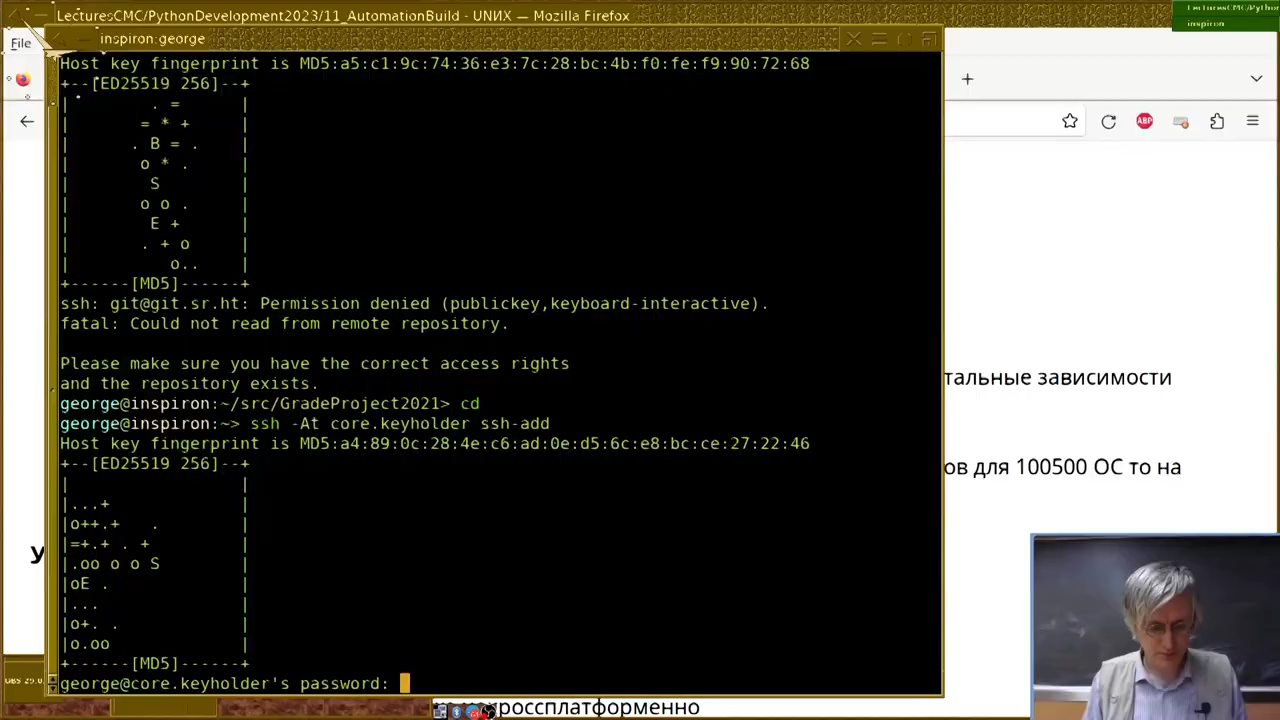 LecturesCMC/PythonDevelopment2023/11_AutomationBuild - UNИX — Mozilla Firefox
LecturesCMC/Python
inspiron
File
inspiron:george
Host key fingerprint is MD5:a5:c1:9c:74:36:e3:7c:28:bc:4b:f0:fe:f9:90:72:68
+--[ED25519 256]--+
|        . =      |
|       = * +     |
|      . B = .    |
|       o * .     |
|        S        |
|       o o .     |
|        E +      |
|       . + o     |
|          o..    |
+------[MD5]------+
ssh: git@git.sr.ht: Permission denied (publickey,keyboard-interactive).
fatal: Could not read from remote repository.
Please make sure you have the correct access rights
and the repository exists.
george@inspiron:~/src/GradeProject2021> cd
george@inspiron:~> ssh -At core.keyholder ssh-add
Host key fingerprint is MD5:a4:89:0c:28:4e:c6:ad:0e:d5:6c:e8:bc:ce:27:22:46
+--[ED25519 256]--+
|                 |
|...+             |
|o++.+    .       |
|=+.+ . +         |
|.oo o o S        |
|oE .             |
|...              |
|o+. .            |
|o.oo             |
+------[MD5]------+
george@core.keyholder's password:
ABP
тальные зависимости
ов для 100500 ОС то на
У
россплатформенно